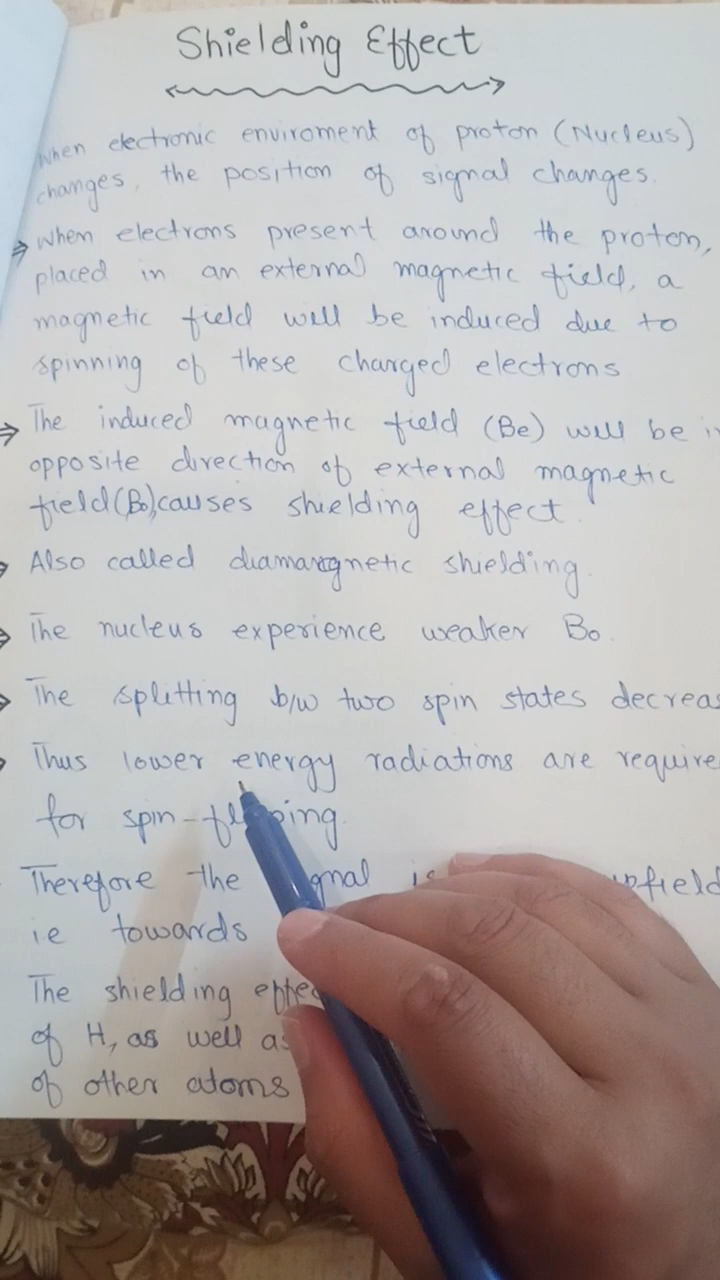 Shielding Effect
When electronic enviroment of proton (Nucleus)
changes, the position of signal changes.
⇒ When electrons present around the proton,
placed in an external magnetic field, a
magnetic field will be induced due to
spinning of these charged electrons
⇒ The induced magnetic field (Be) will be
opposite direction of external magnetic
field (B₀) causes shielding effect.
Also called diamagnetic shielding.
The nucleus experience weaker B₀.
The splitting b/w two spin states
Thus lower energy radiations are
for spin-
Therefore the
i.e towards
The shielding
of H, as well
of other atoms